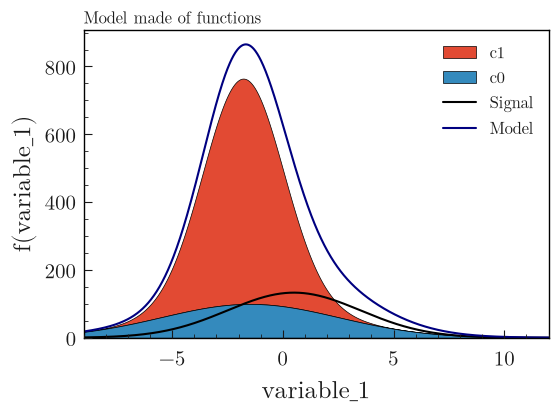 Model made of functions
f(variable_1)
800
600
400
200
0
−5
0
5
10
variable_1
c1
c0
Signal
Model